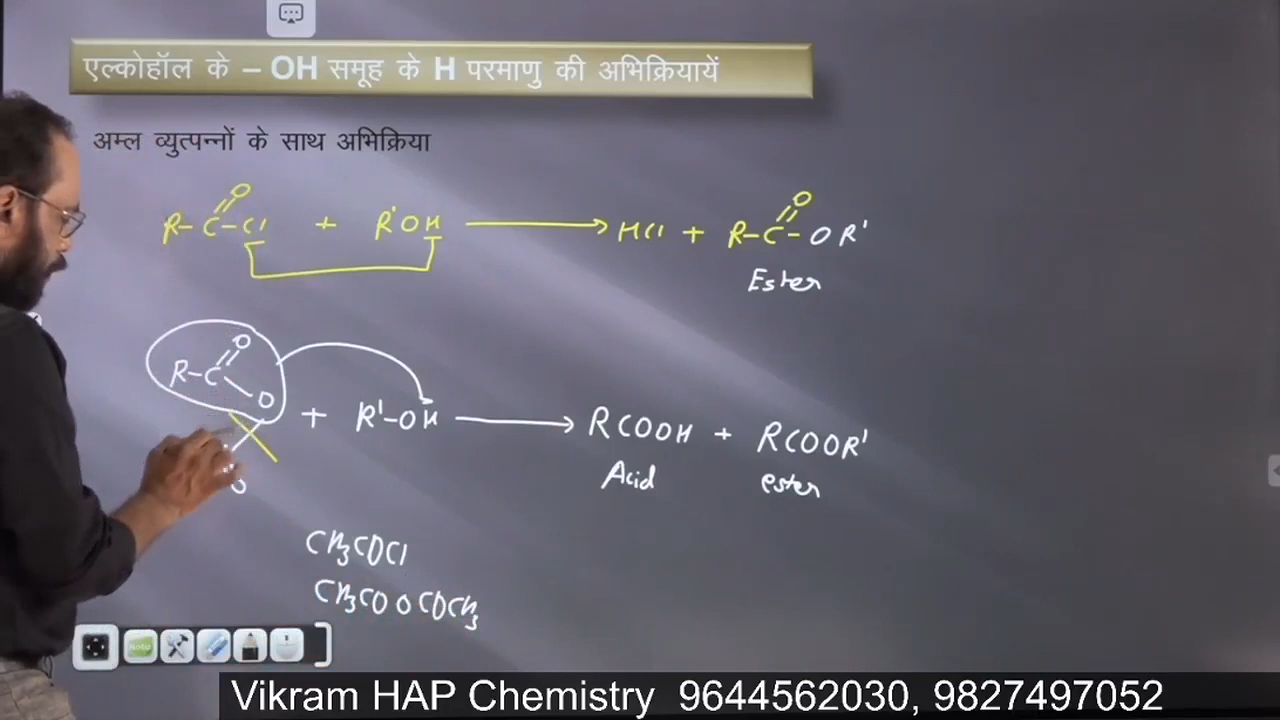 एल्कोहॉल के – OH समूह के H परमाणु की अभिक्रियायें
अम्ल व्युत्पन्नों के साथ अभिक्रिया
R-C(=O)-Cl + R'OH ⟶ HCl + R-C(=O)-OR'
Ester
R-C(=O)-O + R'-OH ⟶ RCOOH + RCOOR'
Acid ester
O
CH₃COCl
CH₃COOCOCH₃
Note
Vikram HAP Chemistry 9644562030, 9827497052